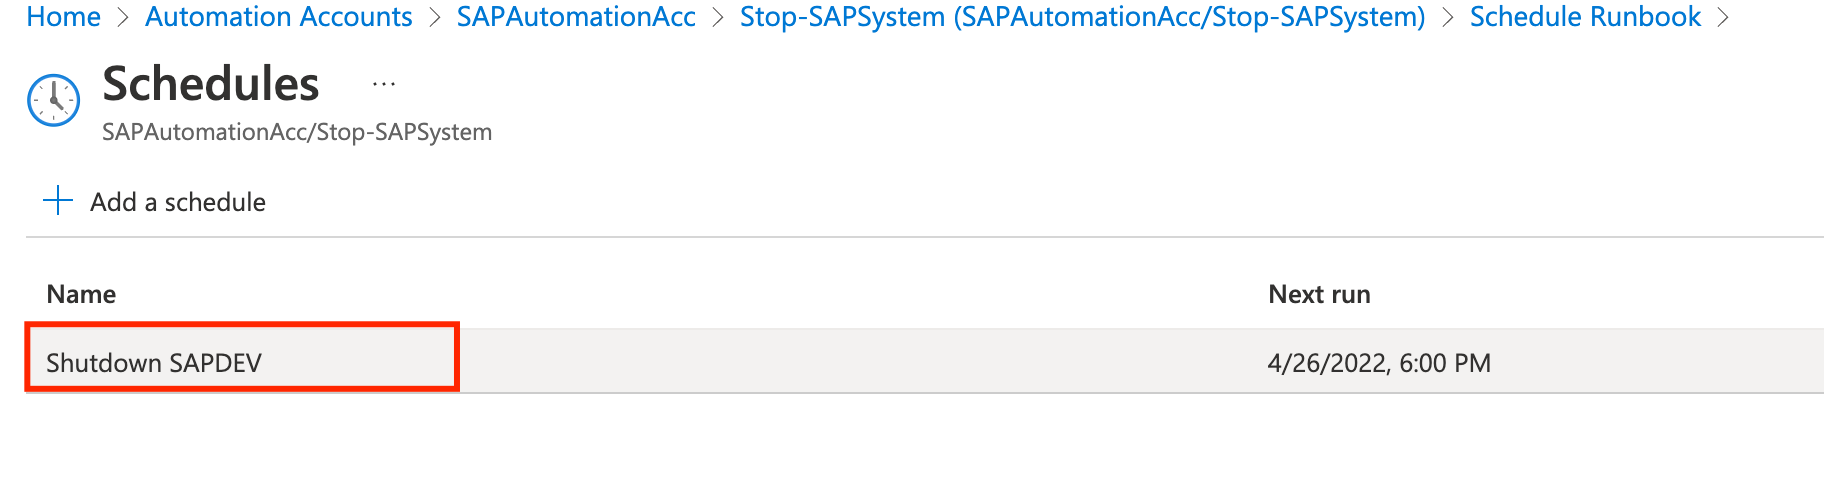 Home > Automation Accounts > SAPAutomationAcc > Stop-SAPSystem (SAPAutomationAcc/Stop-SAPSystem) > Schedule Runbook >
Schedules ...
SAPAutomationAcc/Stop-SAPSystem
+ Add a schedule
Name Next run
Shutdown SAPDEV 4/26/2022, 6:00 PM